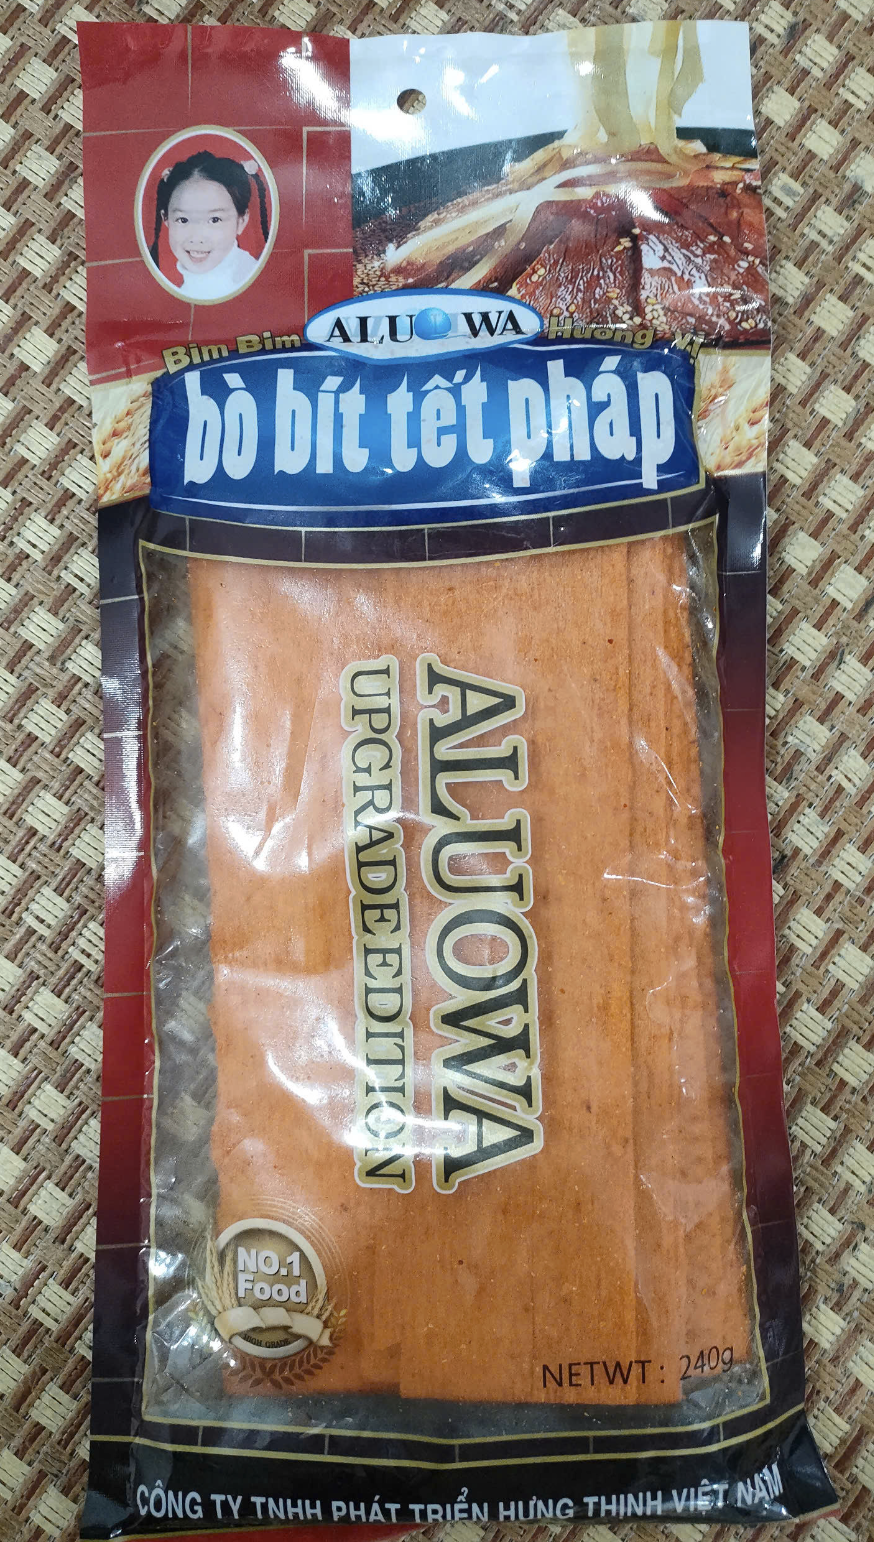 ALUOWA
Bim Bim Hương Vị
bò bít tết pháp
ALUOWA
UPGRADE EDITION
NO.1
Food
HIGH GRADE
NETWT : 240g
CÔNG TY TNHH PHÁT TRIỂN HƯNG THỊNH VIỆT NAM